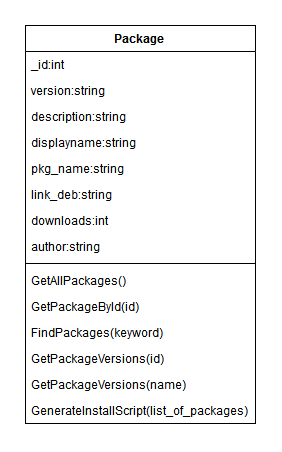 Package
_id:int
version:string
description:string
displayname:string
pkg_name:string
link_deb:string
downloads:int
author:string
GetAllPackages()
GetPackageById(id)
FindPackages(keyword)
GetPackageVersions(id)
GetPackageVersions(name)
GenerateInstallScript(list_of_packages)